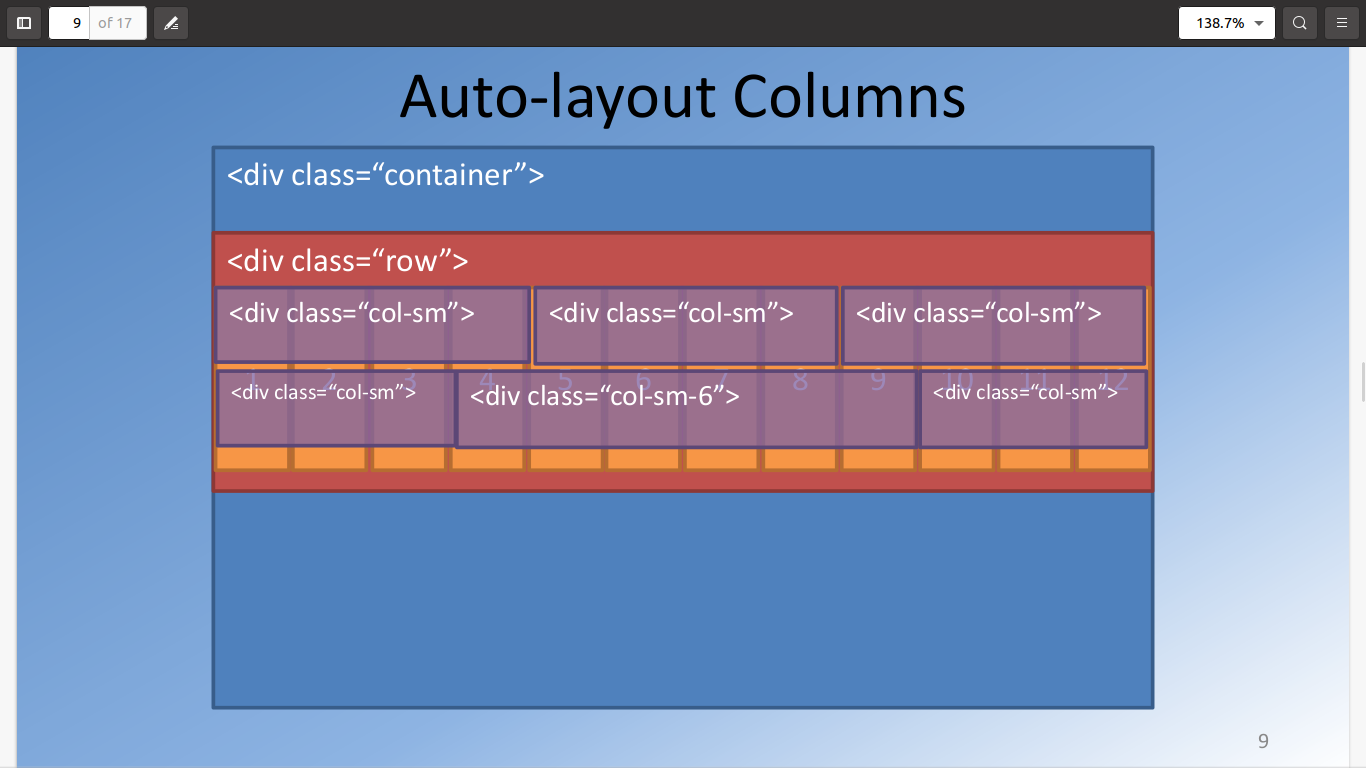 9 of 17
138.7%
Auto-layout Columns
<div class=“container”>
<div class=“row”>
<div class=“col-sm”> <div class=“col-sm”> <div class=“col-sm”>
1 2 3 4 5 6 7 8 9 10 11 12
<div class=“col-sm”> <div class=“col-sm-6”> <div class=“col-sm”>
9